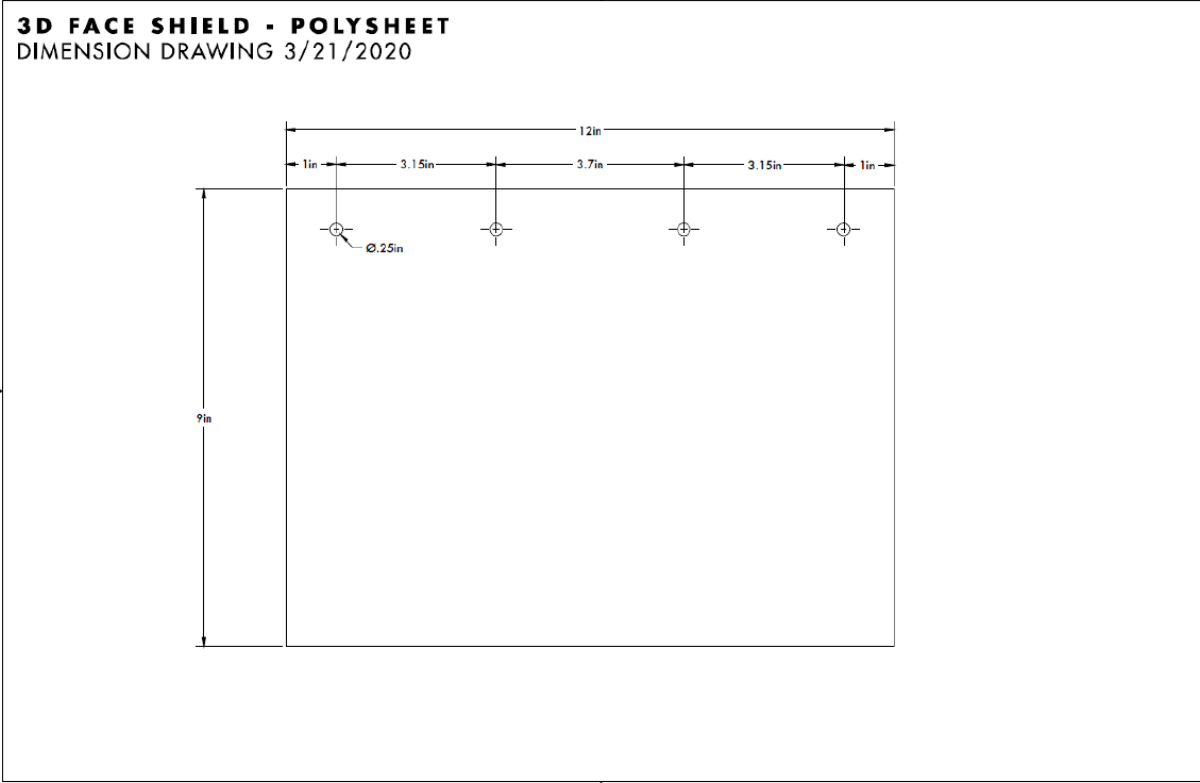 3D FACE SHIELD - POLYSHEET
DIMENSION DRAWING 3/21/2020
12in
1in 3.15in 3.7in 3.15in 1in
Ø.25in
9in